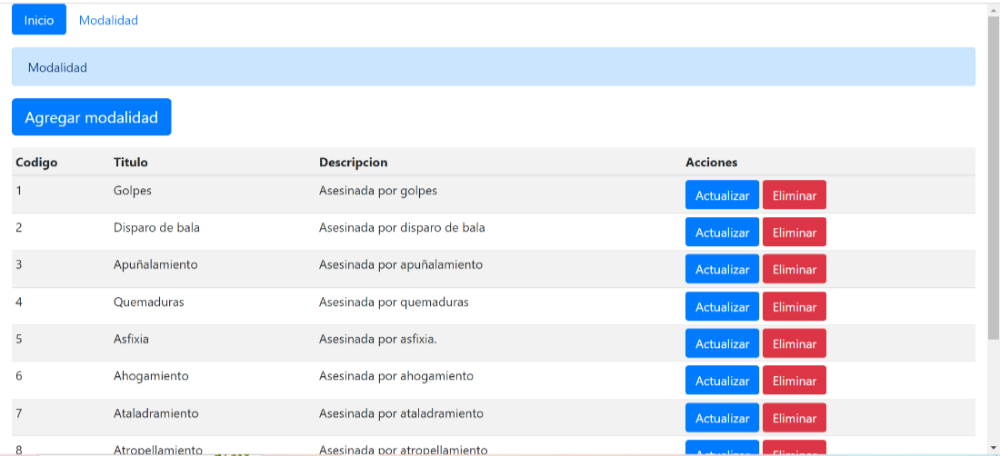 Inicio Modalidad
Modalidad
Agregar modalidad
Codigo Titulo Descripcion Acciones
1 Golpes Asesinada por golpes Actualizar Eliminar
2 Disparo de bala Asesinada por disparo de bala Actualizar Eliminar
3 Apuñalamiento Asesinada por apuñalamiento Actualizar Eliminar
4 Quemaduras Asesinada por quemaduras Actualizar Eliminar
5 Asfixia Asesinada por asfixia. Actualizar Eliminar
6 Ahogamiento Asesinada por ahogamiento Actualizar Eliminar
7 Ataladramiento Asesinada por ataladramiento Actualizar Eliminar
8 Atropellamiento Asesinada por atropellamiento Actualizar Eliminar